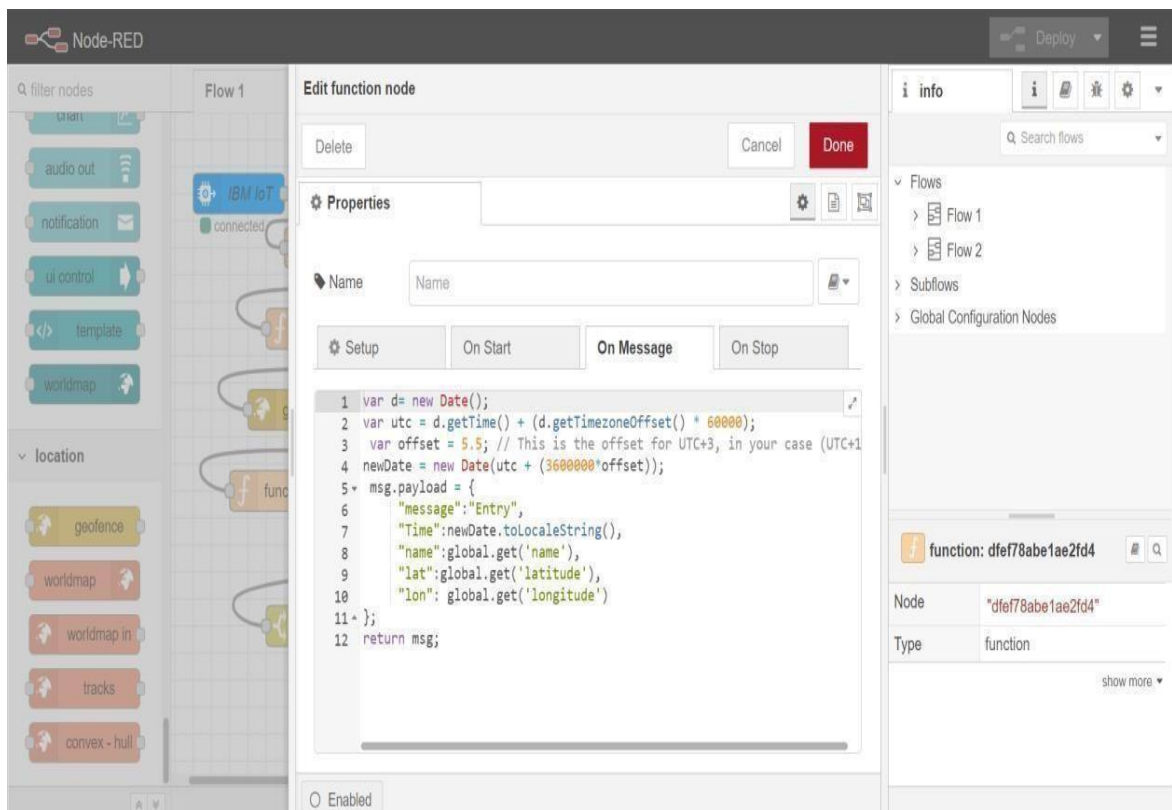 Node-RED
Deploy
filter nodes
chart
audio out
notification
ui control
template
worldmap
location
geofence
worldmap
worldmap in
tracks
convex - hull
Flow 1
IBM IoT
connected
g
func
Edit function node
Delete
Cancel
Done
Properties
Name
Name
Setup
On Start
On Message
On Stop
1 var d= new Date();
2 var utc = d.getTime() + (d.getTimezoneOffset() * 60000);
3 var offset = 5.5; // This is the offset for UTC+3, in your case (UTC+1
4 newDate = new Date(utc + (3600000*offset));
5 msg.payload = {
6 "message":"Entry",
7 "Time":newDate.toLocaleString(),
8 "name":global.get('name'),
9 "lat":global.get('latitude'),
10 "lon": global.get('longitude')
11 };
12 return msg;
Enabled
i info
i
Search flows
Flows
Flow 1
Flow 2
Subflows
Global Configuration Nodes
function: dfef78abe1ae2fd4
Node "dfef78abe1ae2fd4"
Type function
show more